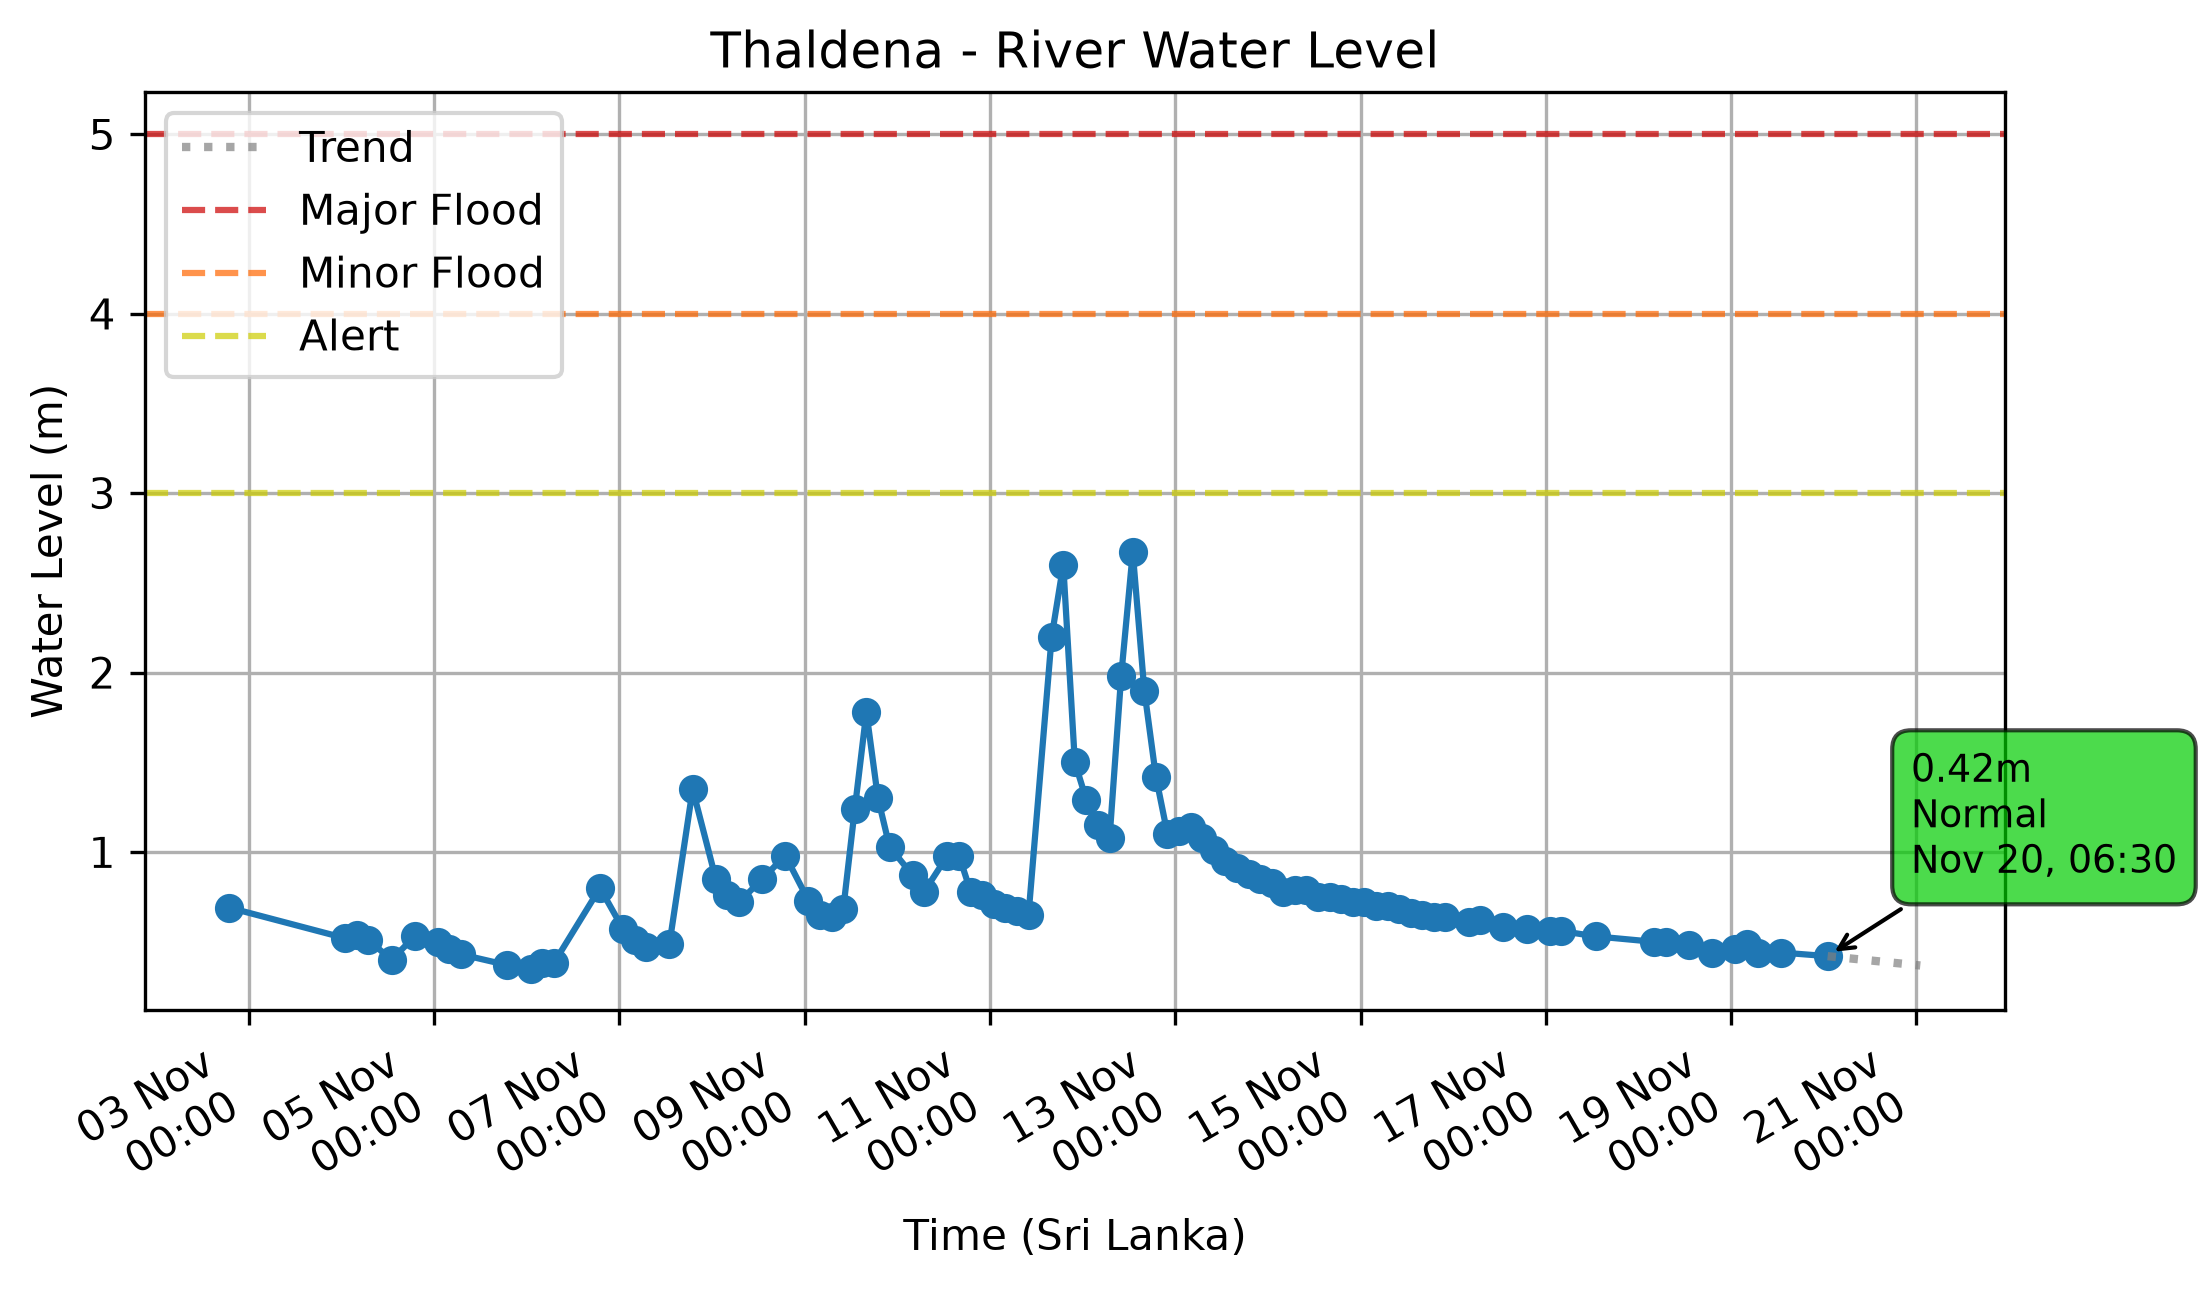 Thaldena - River Water Level
Trend
Major Flood
Minor Flood
Alert
5
4
3
2
1
Water Level (m)
0.42m
Normal
Nov 20, 06:30
03 Nov
00:00
05 Nov
00:00
07 Nov
00:00
09 Nov
00:00
11 Nov
00:00
13 Nov
00:00
15 Nov
00:00
17 Nov
00:00
19 Nov
00:00
21 Nov
00:00
Time (Sri Lanka)